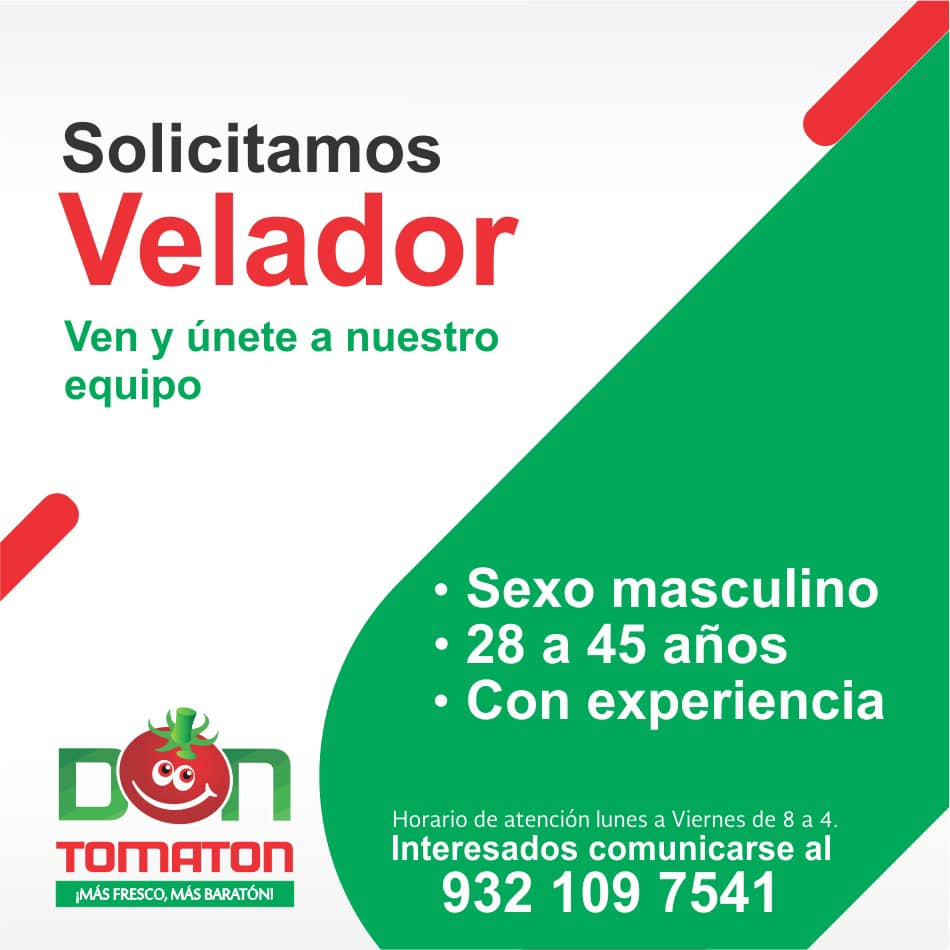 Solicitamos
Velador
Ven y únete a nuestro
equipo
• Sexo masculino
• 28 a 45 años
• Con experiencia
DON
TOMATON
¡MÁS FRESCO, MÁS BARATÓN!
Horario de atención lunes a Viernes de 8 a 4.
Interesados comunicarse al
932 109 7541